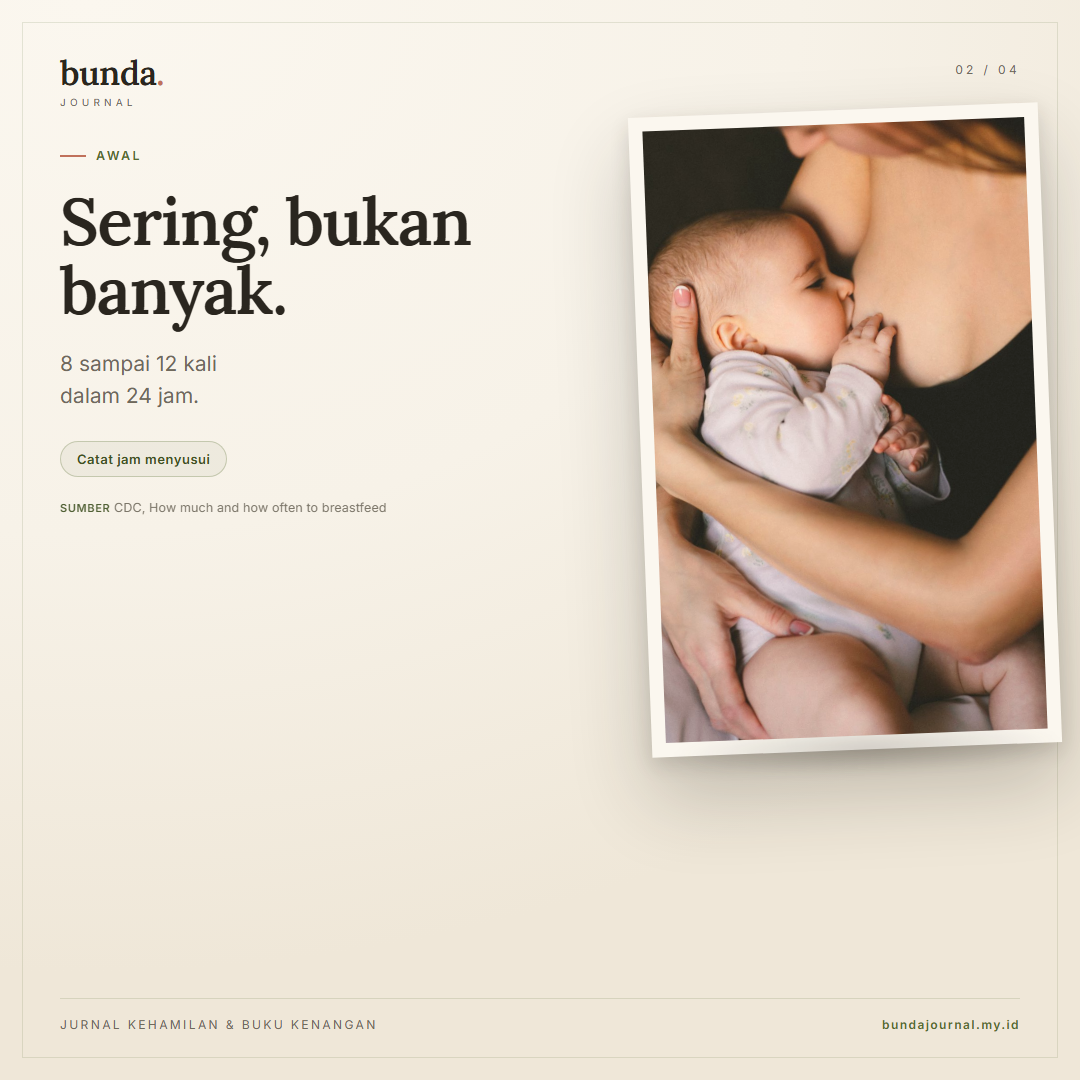 bunda.
JOURNAL
02 / 04
AWAL
Sering, bukan
banyak.
8 sampai 12 kali
dalam 24 jam.
Catat jam menyusui
SUMBER CDC, How much and how often to breastfeed
JURNAL KEHAMILAN & BUKU KENANGAN
bundajournal.my.id